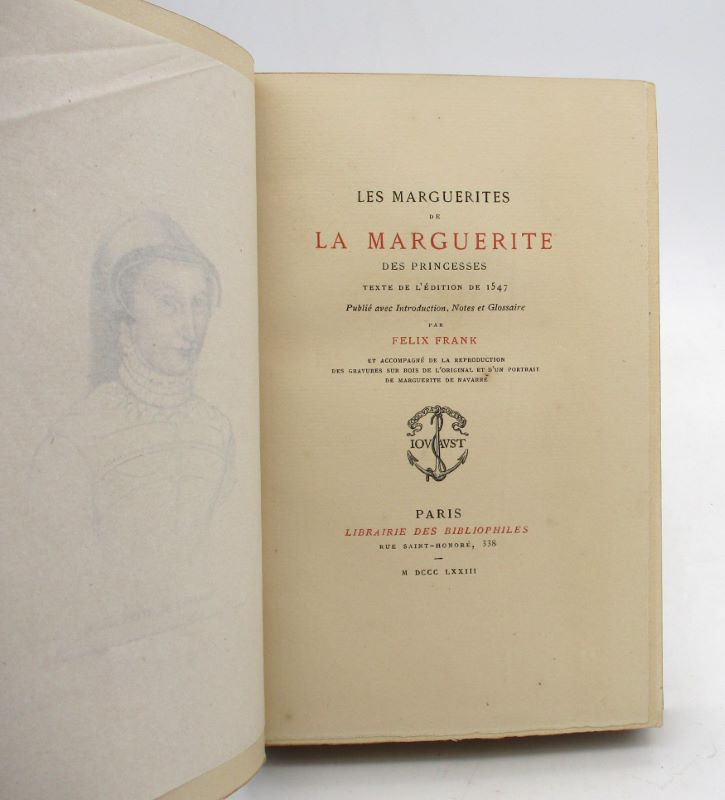 LES MARGUERITES
DE
LA MARGUERITE
DES PRINCESSES
TEXTE DE L'ÉDITION DE 1547
Publié avec Introduction, Notes et Glossaire
PAR
FELIX FRANK
ET ACCOMPAGNÉ DE LA REPRODUCTION
DES GRAVURES SUR BOIS DE L'ORIGINAL ET D'UN PORTRAIT
DE MARGUERITE DE NAVARRE
IOV AVST
PARIS
LIBRAIRIE DES BIBLIOPHILES
RUE SAINT-HONORÉ, 338
M DCCC LXXIII